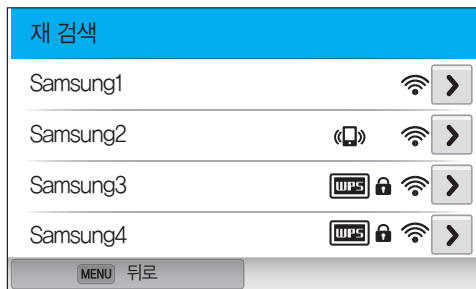 재 검색
Samsung1
Samsung2
Samsung3 WPS
Samsung4 WPS
MENU 뒤로